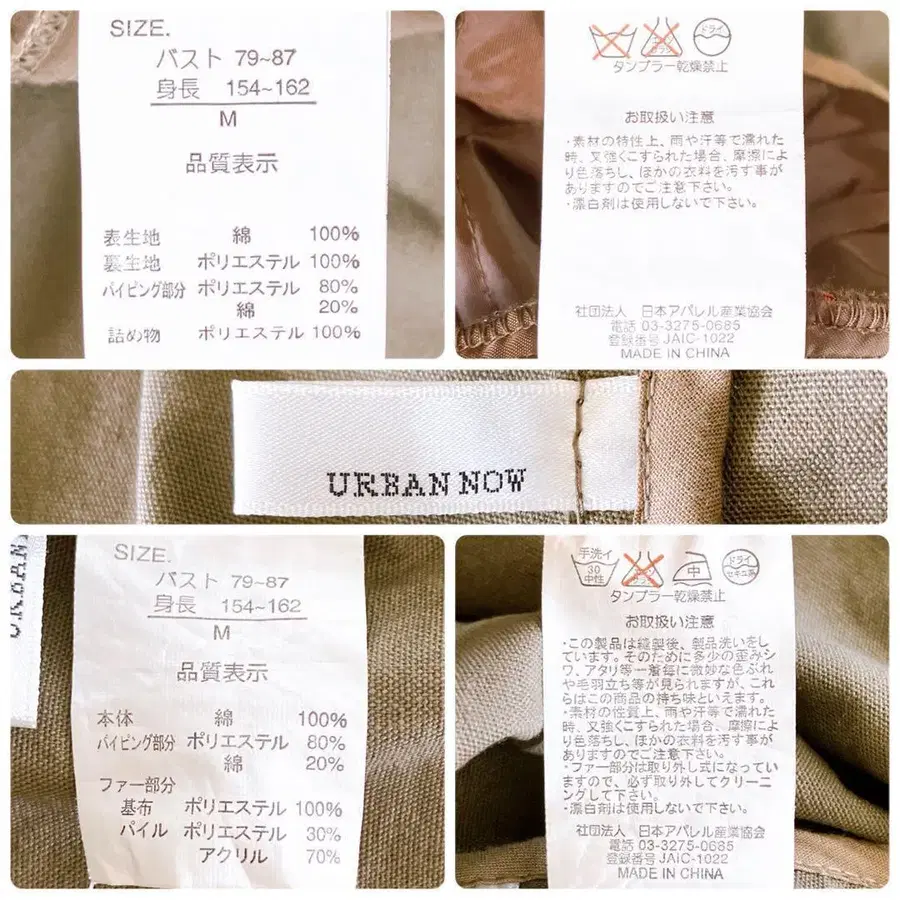 SIZE.
バスト 79~87
身長 154~162
M
品質表示
表生地 綿 100%
裏生地 ポリエステル 100%
パイピング部分 ポリエステル 80%
綿 20%
詰め物 ポリエステル 100%
ドライ
タンブラー乾燥禁止
お取扱い注意
・素材の特性上、雨や汗等で濡れた
時、又強くこすられた場合、摩擦によ
り色落ちし、ほかの衣料を汚す事が
ありますのでご注意下さい。
・漂白剤は使用しないで下さい。
社団法人 日本アパレル産業協会
電話 03-3275-0685
登録番号 JAIC-1022
MADE IN CHINA
URBAN NOW
URBAN
SIZE.
バスト 79~87
身長 154~162
M
品質表示
本体 綿 100%
パイピング部分 ポリエステル 80%
綿 20%
ファー部分
基布 ポリエステル 100%
パイル ポリエステル 30%
アクリル 70%
手洗イ
30
中性
中
ドライ
セキユ系
タンブラー乾燥禁止
お取扱い注意
・この製品は縫製後、製品洗いをし
ています。そのために多少の歪みシ
ワ、アタリ等一着毎に微妙な色ぶれ
や毛羽立ち等が見られますが、これ
らはこの商品の持ち味といえます。
・素材の性質上、雨や汗等で濡れた
時、又強くこすられた場合、摩擦によ
り色落ちし、ほかの衣料を汚す事が
ありますのでご注意下さい。
・ファー部分は取り外し式になってい
ますので、必ず取り外してクリーニ
ングして下さい。
・漂白剤は使用しないで下さい。
社団法人 日本アパレル産業協会
電話 03-3275-0685
登録番号 JAIC-1022
MADE IN CHINA